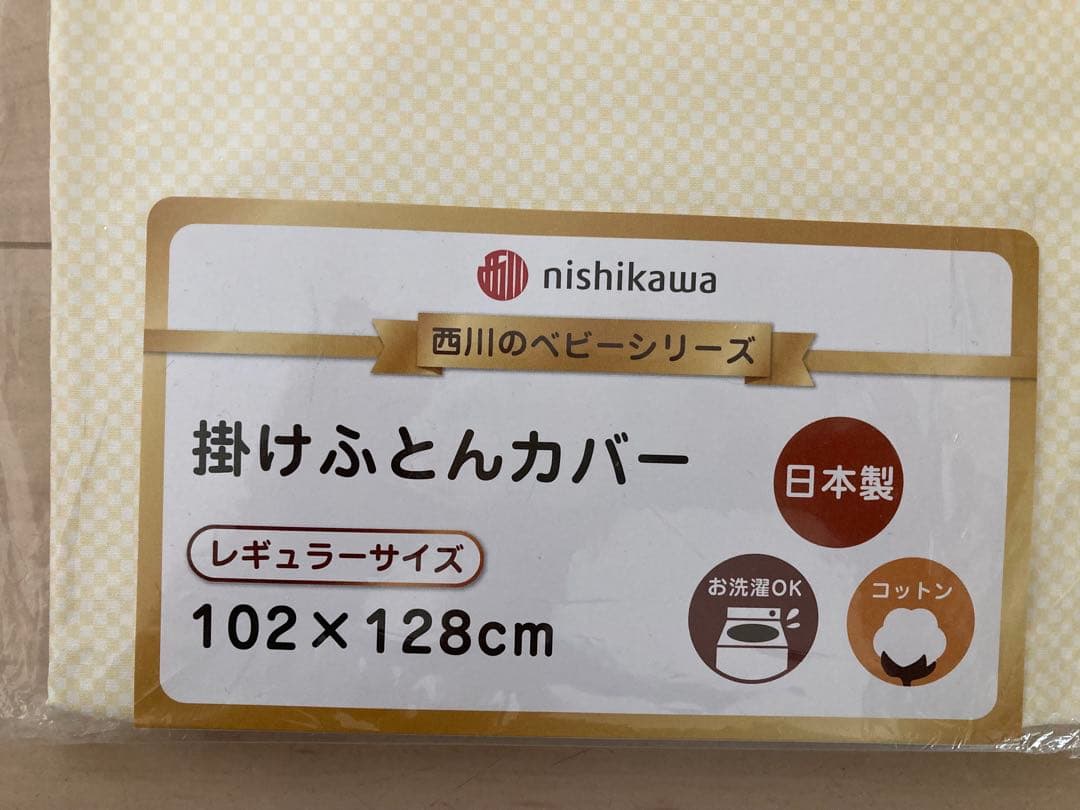 西川 nishikawa
西川のベビーシリーズ
掛けふとんカバー
日本製
レギュラーサイズ
102×128cm
お洗濯OK
コットン